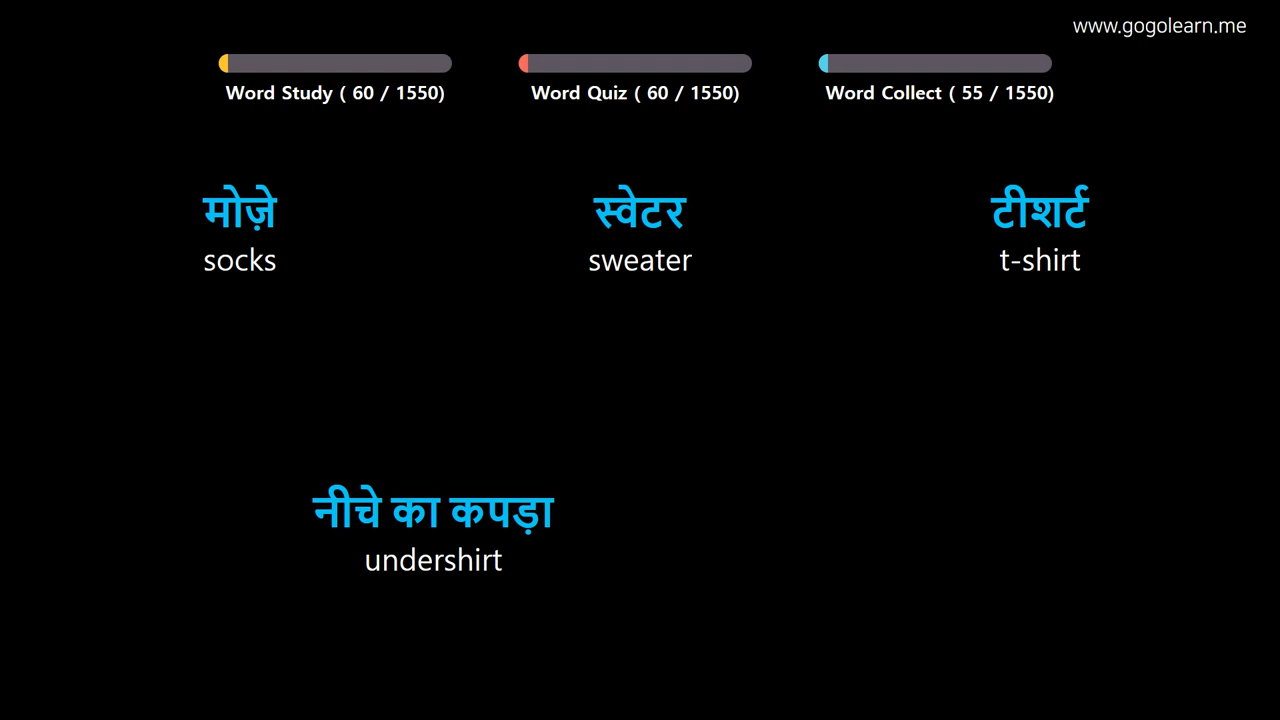 www.gogolearn.me
Word Study ( 60 / 1550)
Word Quiz ( 60 / 1550)
Word Collect ( 55 / 1550)
मोज़े
socks
स्वेटर
sweater
टीशर्ट
t-shirt
नीचे का कपड़ा
undershirt